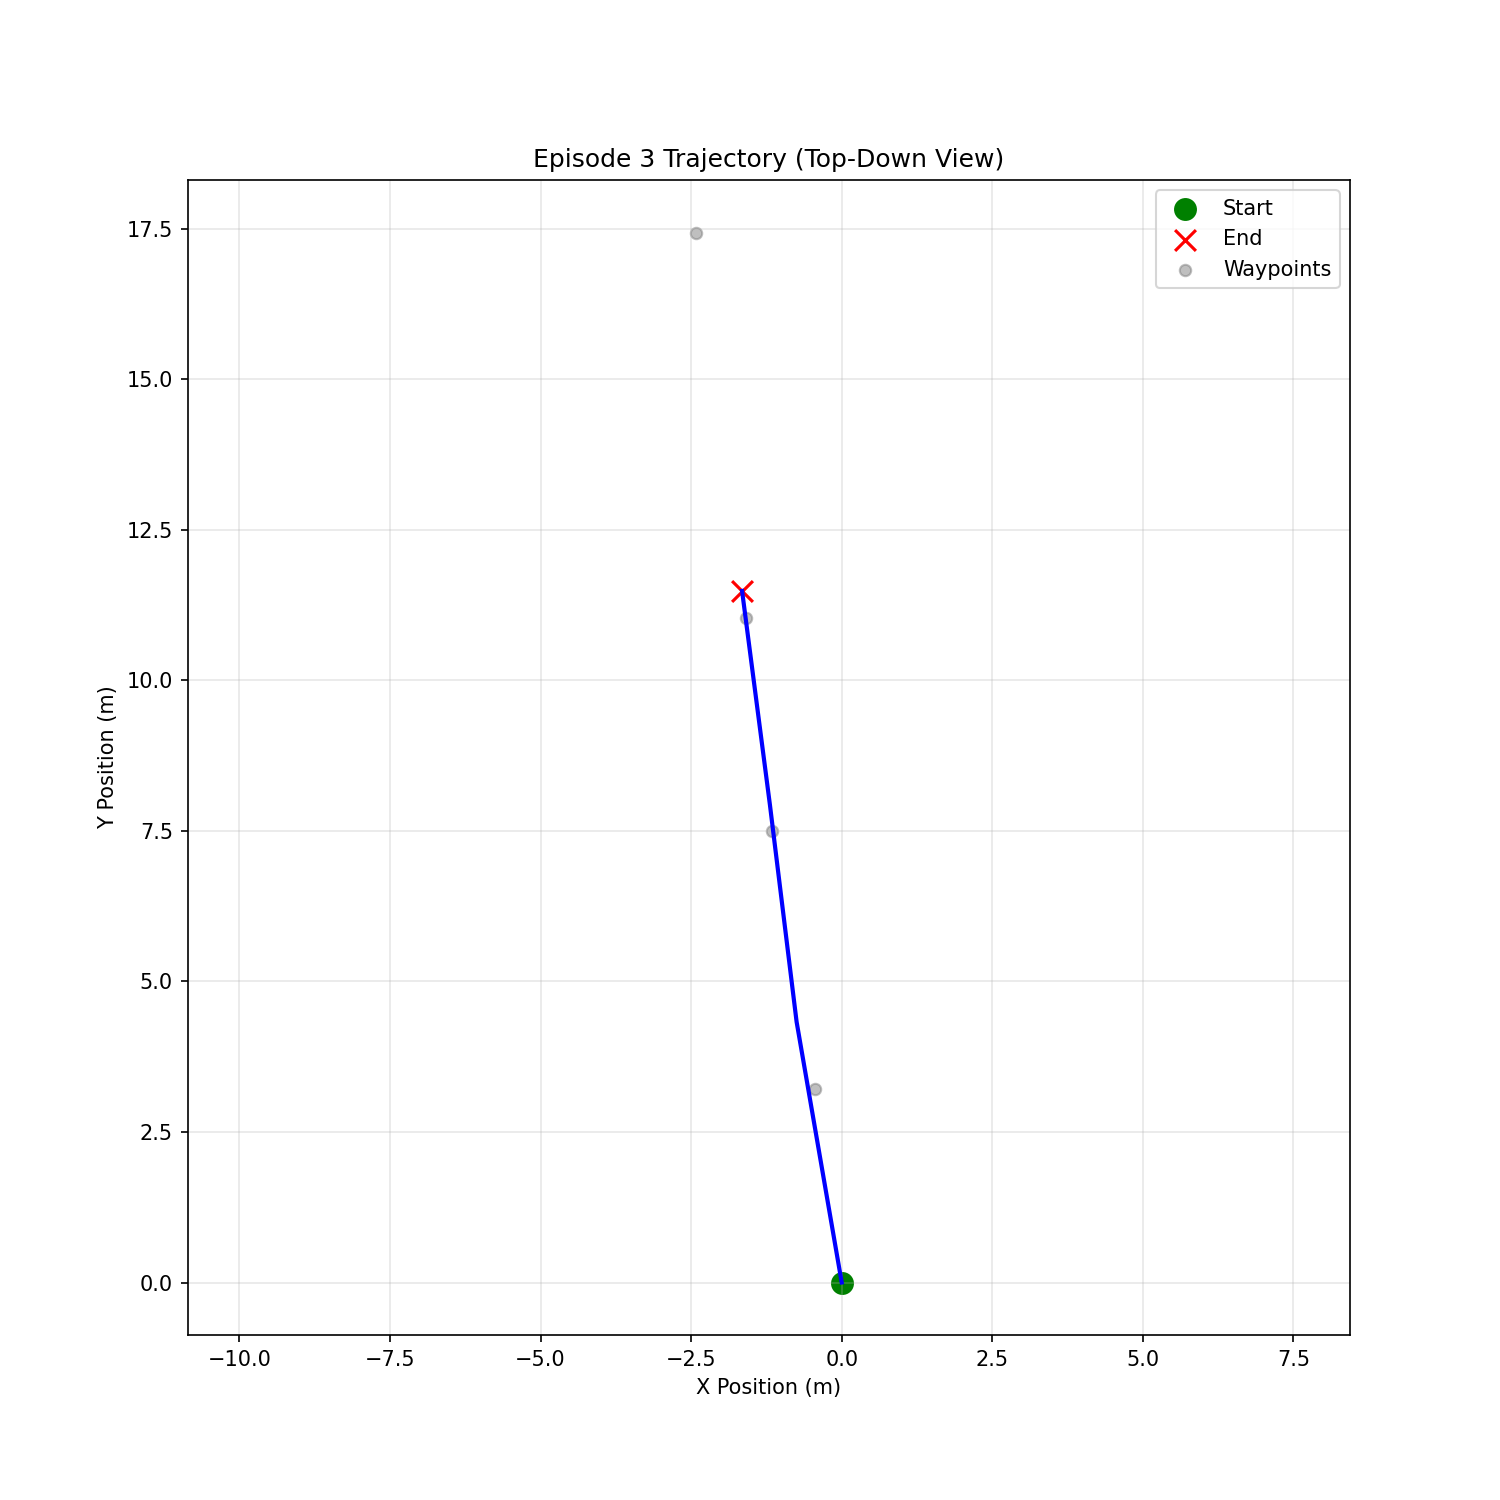 Episode 3 Trajectory (Top-Down View)
Start
End
Waypoints
17.5
15.0
12.5
10.0
7.5
5.0
2.5
0.0
Y Position (m)
−10.0 −7.5 −5.0 −2.5 0.0 2.5 5.0 7.5
X Position (m)